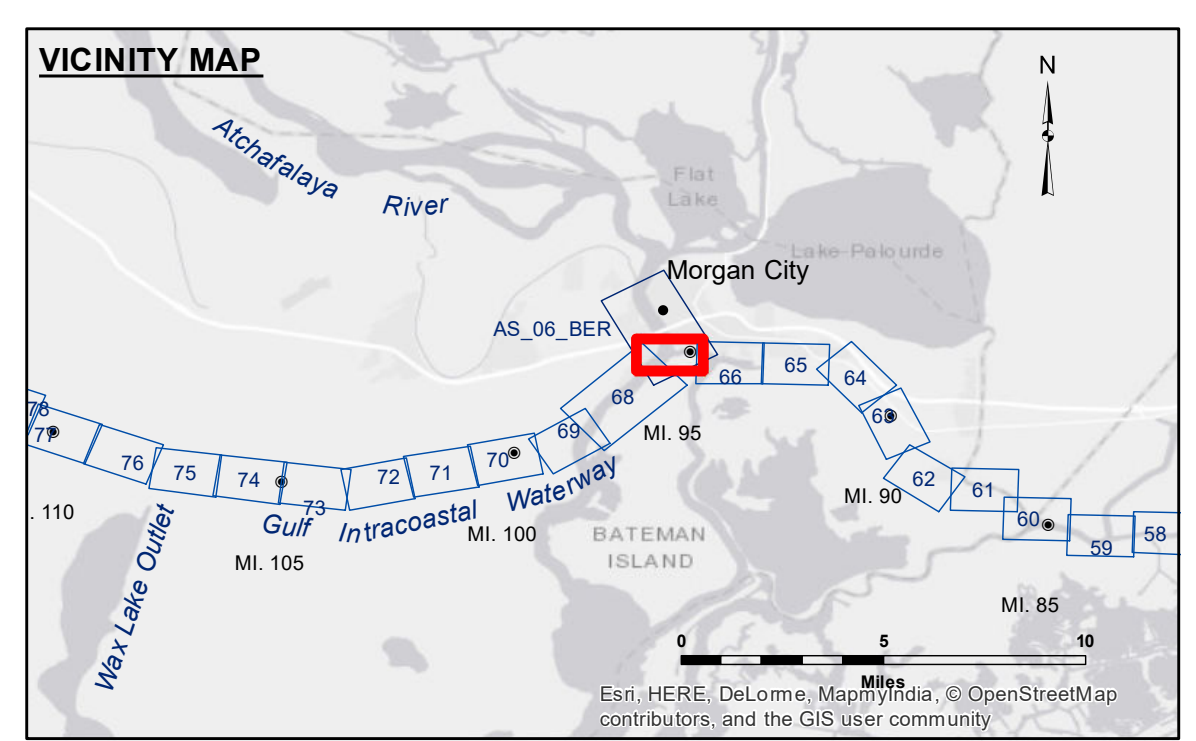 VICINITY MAP
N
Atchafalaya
River
Flat
Lake
Lake Palourde
Morgan City
AS_06_BER
66
65
64
68
63
MI. 95
69
78
77
76
75
74
73
72
71
70
62
61
60
59
58
MI. 90
Gulf Intracoastal Waterway
. 110
MI. 105
MI. 100
BATEMAN
ISLAND
Wax Lake Outlet
MI. 85
0 5 10
Miles
Esri, HERE, DeLorme, MapmyIndia, © OpenStreetMap
contributors, and the GIS user community